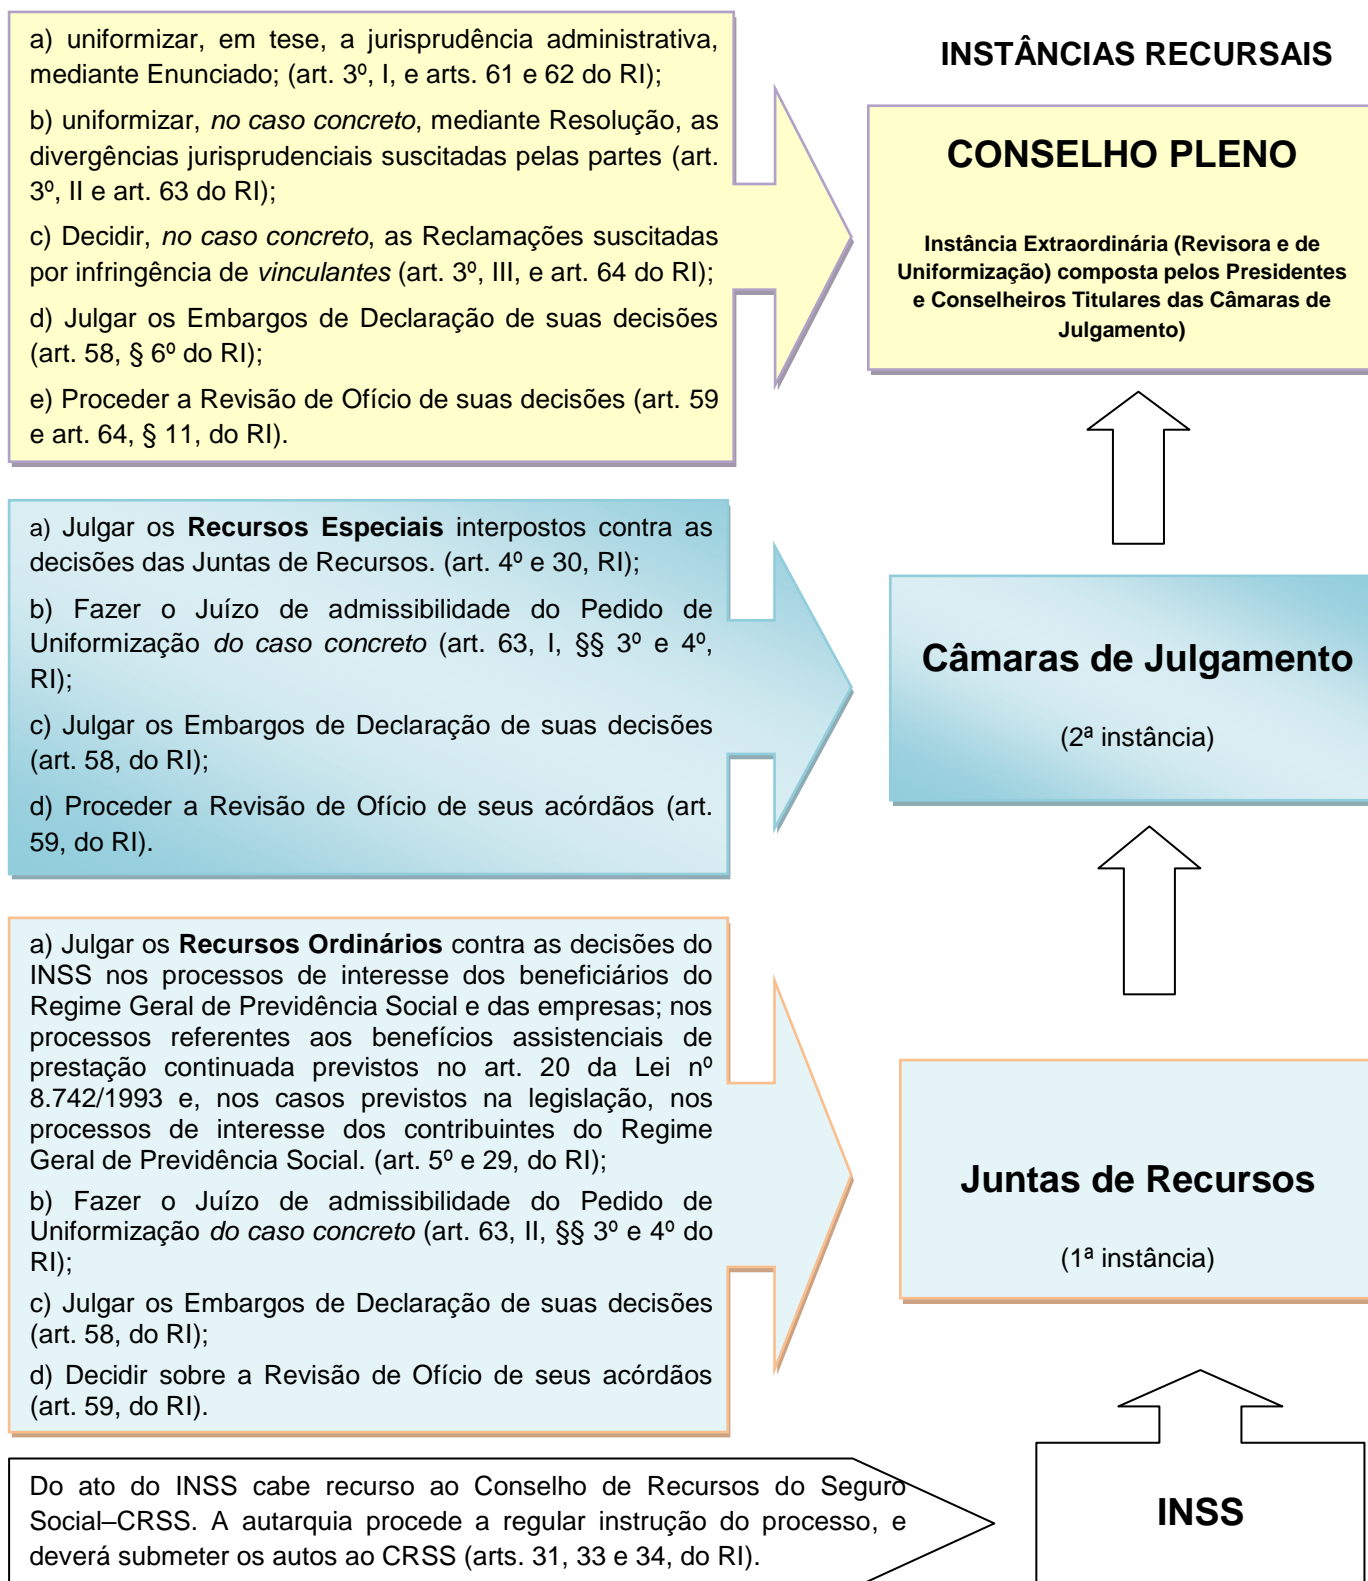 INSTÂNCIAS RECURSAIS
a) uniformizar, em tese, a jurisprudência administrativa,
mediante Enunciado; (art. 3º, I, e arts. 61 e 62 do RI);
b) uniformizar, no caso concreto, mediante Resolução, as
divergências jurisprudenciais suscitadas pelas partes (art.
3º, II e art. 63 do RI);
c) Decidir, no caso concreto, as Reclamações suscitadas
por infringência de vinculantes (art. 3º, III, e art. 64 do RI);
d) Julgar os Embargos de Declaração de suas decisões
(art. 58, § 6º do RI);
e) Proceder a Revisão de Ofício de suas decisões (art. 59
e art. 64, § 11, do RI).
CONSELHO PLENO
Instância Extraordinária (Revisora e de
Uniformização) composta pelos Presidentes
e Conselheiros Titulares das Câmaras de
Julgamento)
a) Julgar os Recursos Especiais interpostos contra as
decisões das Juntas de Recursos. (art. 4º e 30, RI);
b) Fazer o Juízo de admissibilidade do Pedido de
Uniformização do caso concreto (art. 63, I, §§ 3º e 4º,
RI);
c) Julgar os Embargos de Declaração de suas decisões
(art. 58, do RI);
d) Proceder a Revisão de Ofício de seus acórdãos (art.
59, do RI).
Câmaras de Julgamento
(2ª instância)
a) Julgar os Recursos Ordinários contra as decisões do
INSS nos processos de interesse dos beneficiários do
Regime Geral de Previdência Social e das empresas; nos
processos referentes aos benefícios assistenciais de
prestação continuada previstos no art. 20 da Lei nº
8.742/1993 e, nos casos previstos na legislação, nos
processos de interesse dos contribuintes do Regime
Geral de Previdência Social. (art. 5º e 29, do RI);
b) Fazer o Juízo de admissibilidade do Pedido de
Uniformização do caso concreto (art. 63, II, §§ 3º e 4º do
RI);
c) Julgar os Embargos de Declaração de suas decisões
(art. 58, do RI);
d) Decidir sobre a Revisão de Ofício de seus acórdãos
(art. 59, do RI).
Juntas de Recursos
(1ª instância)
Do ato do INSS cabe recurso ao Conselho de Recursos do Seguro
Social–CRSS. A autarquia procede a regular instrução do processo, e
deverá submeter os autos ao CRSS (arts. 31, 33 e 34, do RI).
INSS